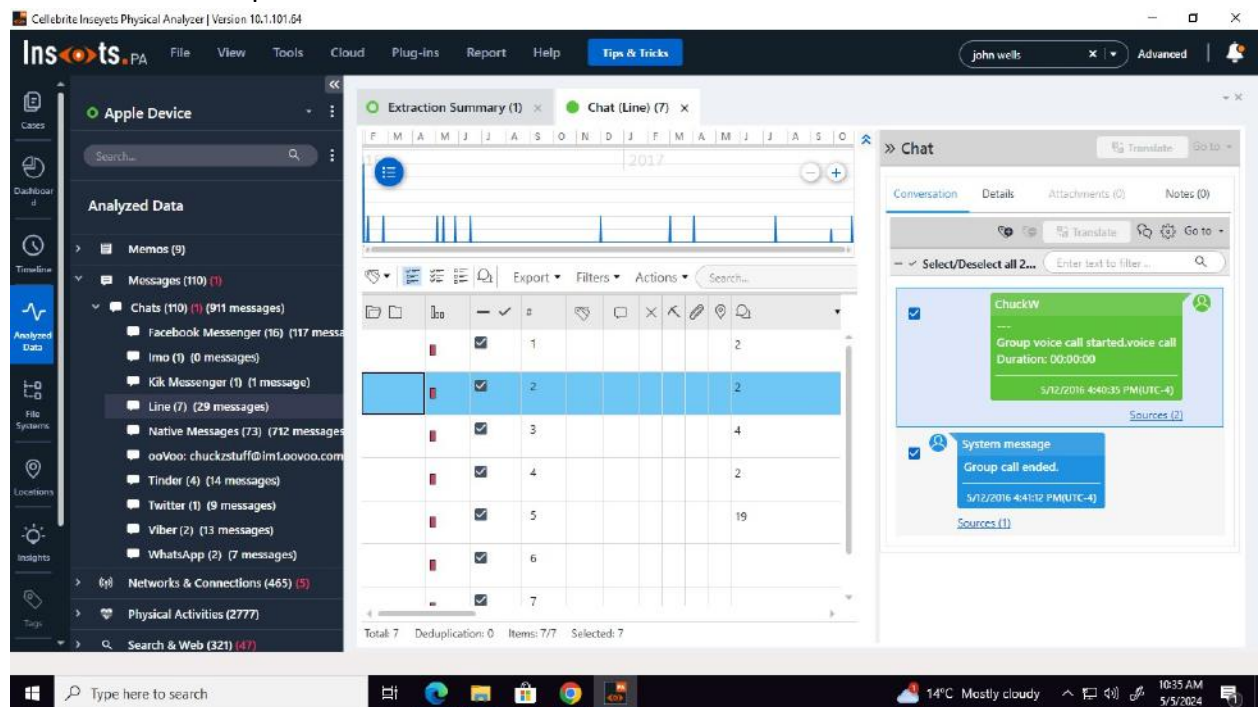 Cellebrite Inseyets Physical Analyzer | Version 10.1.101.64
Ins ts.PA File View Tools Cloud Plug-ins Report Help Tips & Tricks john wells Advanced
Cases
Dashboar
d
Timeline
Analyzed
Data
File
Systems
Locations
Insights
Tags
Apple Device
Search...
Analyzed Data
Memos (9)
Messages (110) (1)
Chats (110) (1) (911 messages)
Facebook Messenger (16) (117 messa
Imo (1) (0 messages)
Kik Messenger (1) (1 message)
Line (7) (29 messages)
Native Messages (73) (712 messages
ooVoo: chuckzstuff@im1.oovoo.com
Tinder (4) (14 messages)
Twitter (1) (9 messages)
Viber (2) (13 messages)
WhatsApp (2) (7 messages)
Networks & Connections (465) (5)
Physical Activities (2777)
Search & Web (321) (47)
Extraction Summary (1) × Chat (Line) (7) ×
F M A M J J A S O N D J F M A M J J A S O
2017
Export Filters Actions Search...
#
1 2
2 2
3 4
4 2
5 19
6
7
Total: 7 Deduplication: 0 Items: 7/7 Selected: 7
Chat Translate Go to
Conversation Details Attachments (0) Notes (0)
Translate Go to
Select/Deselect all 2... Enter text to filter ...
ChuckW
---
Group voice call started.voice call
Duration: 00:00:00
5/12/2016 4:40:35 PM(UTC-4)
Sources (2)
System message
Group call ended.
5/12/2016 4:41:12 PM(UTC-4)
Sources (1)
Type here to search
14°C Mostly cloudy
10:35 AM
5/5/2024
1